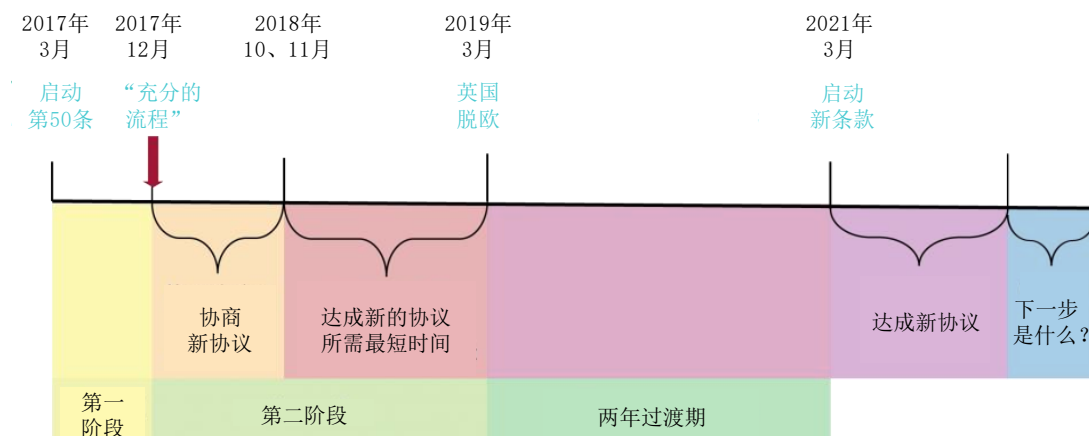 2017年
3月
2017年
12月
2018年
10、11月
2019年
3月
2021年
3月
启动
第50条
“充分的
流程”
英国
脱欧
启动
新条款
协商
新协议
达成新的协议
所需最短时间
达成新协议
下一步
是什么?
第一
阶段
第二阶段
两年过渡期